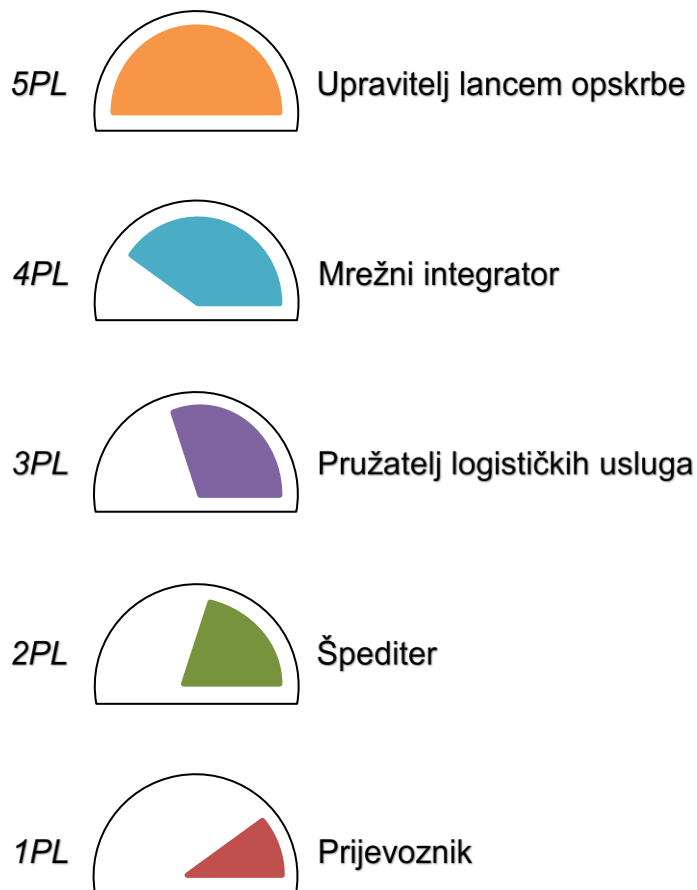 5PL Upravitelj lancem opskrbe
4PL Mrežni integrator
3PL Pružatelj logističkih usluga
2PL Špediter
1PL Prijevoznik